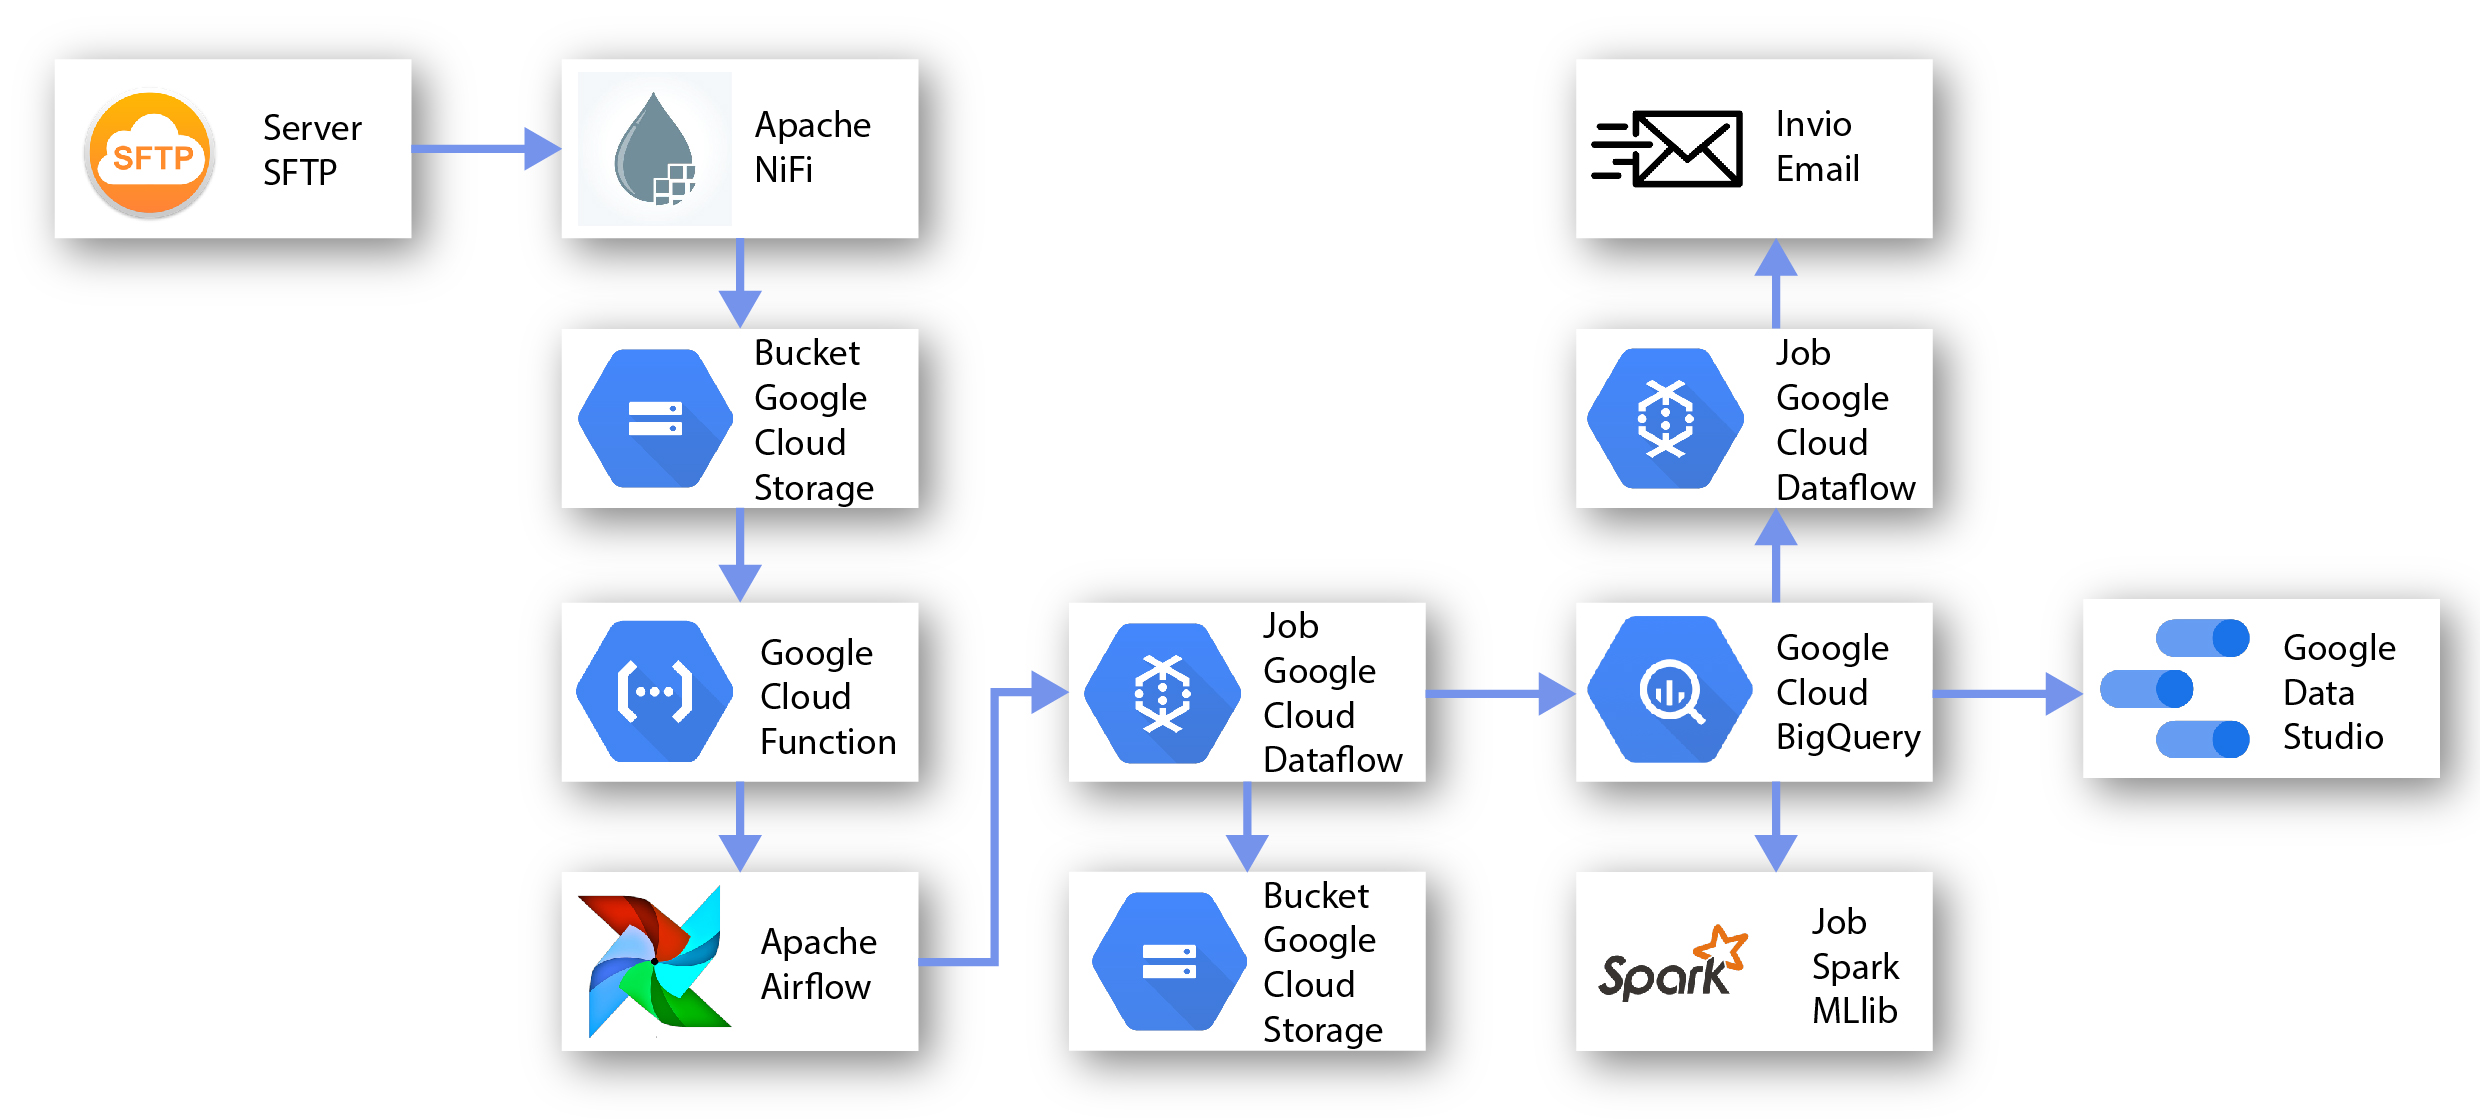 SFTP
Server
SFTP
Apache
NiFi
Invio
Email
Bucket
Google
Cloud
Storage
Job
Google
Cloud
Dataflow
Google
Cloud
Function
Job
Google
Cloud
Dataflow
Google
Cloud
BigQuery
Google
Data
Studio
Apache
Airflow
Bucket
Google
Cloud
Storage
Spark
Job
Spark
MLlib